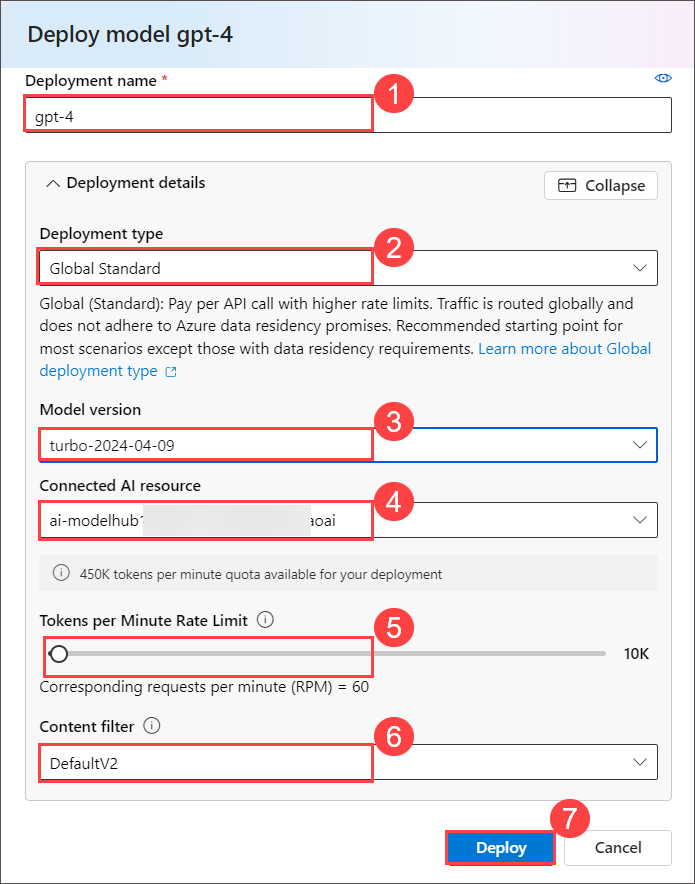 Deploy model gpt-4
Deployment name *
1
gpt-4
Deployment details
Collapse
Deployment type
2
Global Standard
Global (Standard): Pay per API call with higher rate limits. Traffic is routed globally and
does not adhere to Azure data residency promises. Recommended starting point for
most scenarios except those with data residency requirements. Learn more about Global
deployment type
Model version
3
turbo-2024-04-09
Connected AI resource
4
ai-modelhub aoai
450K tokens per minute quota available for your deployment
Tokens per Minute Rate Limit
5
10K
Corresponding requests per minute (RPM) = 60
Content filter
6
DefaultV2
7
Deploy
Cancel